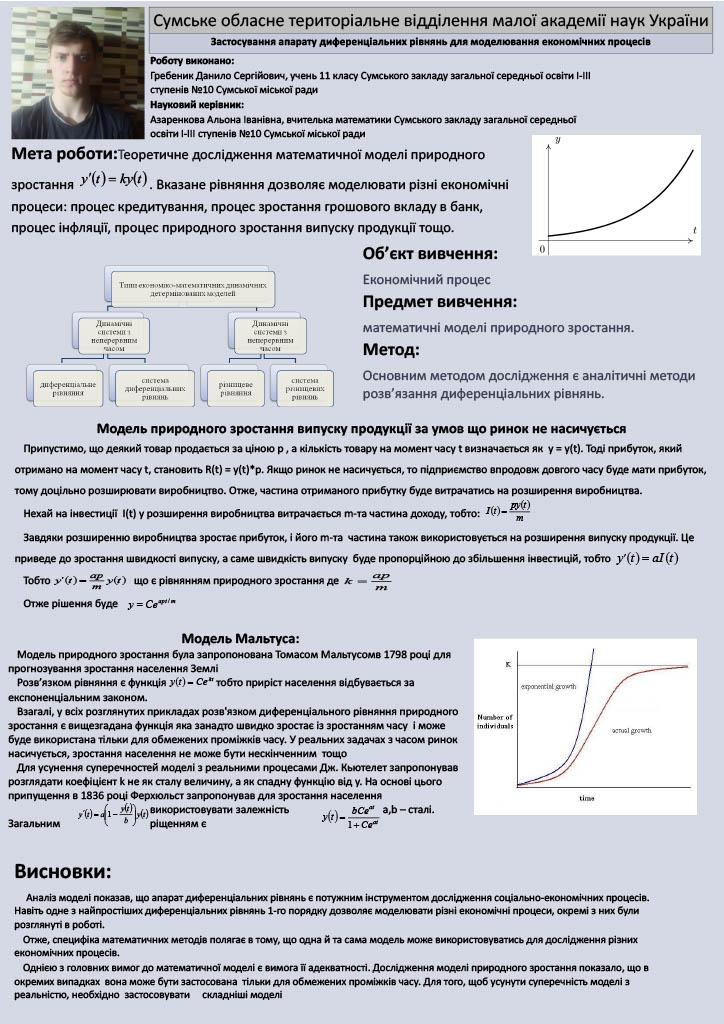 Сумське обласне територіальне відділення малої академії наук України
Застосування апарату диференціальних рівнянь для моделювання економічних процесів
Роботу виконано:
Гребеник Данило Сергійович, учень 11 класу Сумського закладу загальної середньої освіти І-ІІІ
ступенів №10 Сумської міської ради
Науковий керівник:
Азаренкова Альона Іванівна, вчителька математики Сумського закладу загальної середньої
освіти І-ІІІ ступенів №10 Сумської міської ради
Мета роботи:Теоретичне дослідження математичної моделі природного
зростання y′(t) = ky(t). Вказане рівняння дозволяє моделювати різні економічні
процеси: процес кредитування, процес зростання грошового вкладу в банк,
процес інфляції, процес природного зростання випуску продукції тощо.
y
t
0
Типи економіко-математичних динамічних
детермінованих моделей
Динамічні
системи з
неперервним
часом
Динамічні
системи з
неперервним
часом
диференціальне
рівняння
система
диференціальних
рівнянь
різницеве
рівняння
система
різницевих
рівнянь
Об’єкт вивчення:
Економічний процес
Предмет вивчення:
математичні моделі природного зростання.
Метод:
Основним методом дослідження є аналітичні методи
розв’язання диференціальних рівнянь.
Модель природного зростання випуску продукції за умов що ринок не насичується
Припустимо, що деякий товар продається за ціною p , а кількість товару на момент часу t визначається як y = y(t). Тоді прибуток, який
отримано на момент часу t, становить R(t) = y(t)*p. Якщо ринок не насичується, то підприємство впродовж довгого часу буде мати прибуток,
тому доцільно розширювати виробництво. Отже, частина отриманого прибутку буде витрачатись на розширення виробництва.
Нехай на інвестиції I(t) у розширення виробництва витрачається m-та частина доходу, тобто: I(t) = py(t)/m
Завдяки розширенню виробництва зростає прибуток, і його m-та частина також використовується на розширення випуску продукції. Це
приведе до зростання швидкості випуску, а саме швидкість випуску буде пропорційною до збільшення інвестицій, тобто y′(t) = aI(t)
Тобто y′(t) = ap/m y(t) що є рівнянням природного зростання де k = ap/m
Отже рішення буде y = Ce^(apt/m)
Модель Мальтуса:
Модель природного зростання була запропонована Томасом Мальтусомв 1798 році для
прогнозування зростання населення Землі
Розв’язком рівняння є функція y(t) = Ce^(kt) тобто приріст населення відбувається за
експоненціальним законом.
Взагалі, у всіх розглянутих прикладах розв'язком диференціального рівняння природного
зростання є вищезгадана функція яка занадто швидко зростає із зростанням часу і може
буде використана тільки для обмежених проміжків часу. У реальних задачах з часом ринок
насичується, зростання населення не може бути нескінченним тощо
Для усунення суперечностей моделі з реальними процесами Дж. Кьютелет запропонував
розглядати коефіцієнт k не як сталу величину, а як спадну функцію від y. На основі цього
припущення в 1836 році Ферхюльст запропонував для зростання населення
y′(t) = a(1 − y(t)/b)y(t) використовувати залежність y(t) = bCe^(at)/(1+Ce^(at)) a,b – сталі.
Загальним рішенням є
K
exponential growth
Number of
individuals
actual growth
time
Висновки:
Аналіз моделі показав, що апарат диференціальних рівнянь є потужним інструментом дослідження соціально-економічних процесів.
Навіть одне з найпростіших диференціальних рівнянь 1-го порядку дозволяє моделювати різні економічні процеси, окремі з них були
розглянуті в роботі.
Отже, специфіка математичних методів полягає в тому, що одна й та сама модель може використовуватись для дослідження різних
економічних процесів.
Однією з головних вимог до математичної моделі є вимога її адекватності. Дослідження моделі природного зростання показало, що в
окремих випадках вона може бути застосована тільки для обмежених проміжків часу. Для того, щоб усунути суперечність моделі з
реальністю, необхідно застосовувати складніші моделі